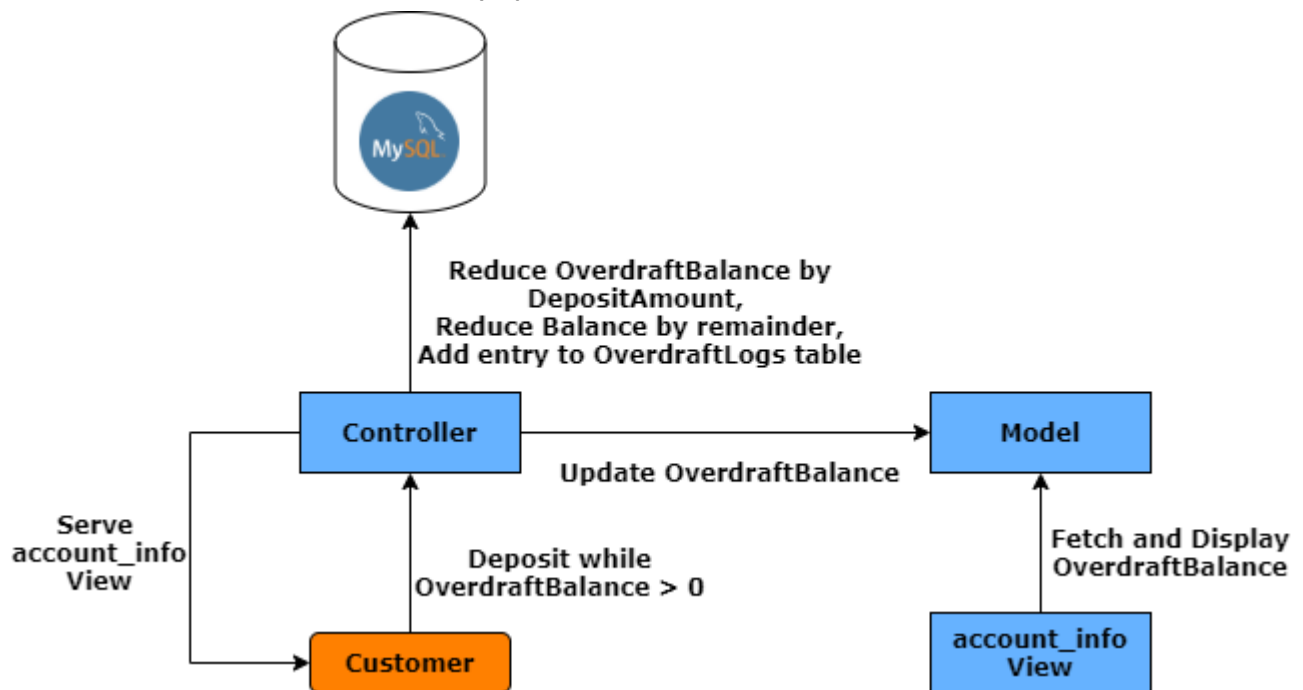 MySQL
Reduce OverdraftBalance by
DepositAmount,
Reduce Balance by remainder,
Add entry to OverdraftLogs table
Controller
Model
Update OverdraftBalance
Serve
account_info
View
Deposit while
OverdraftBalance > 0
Fetch and Display
OverdraftBalance
Customer
account_info
View